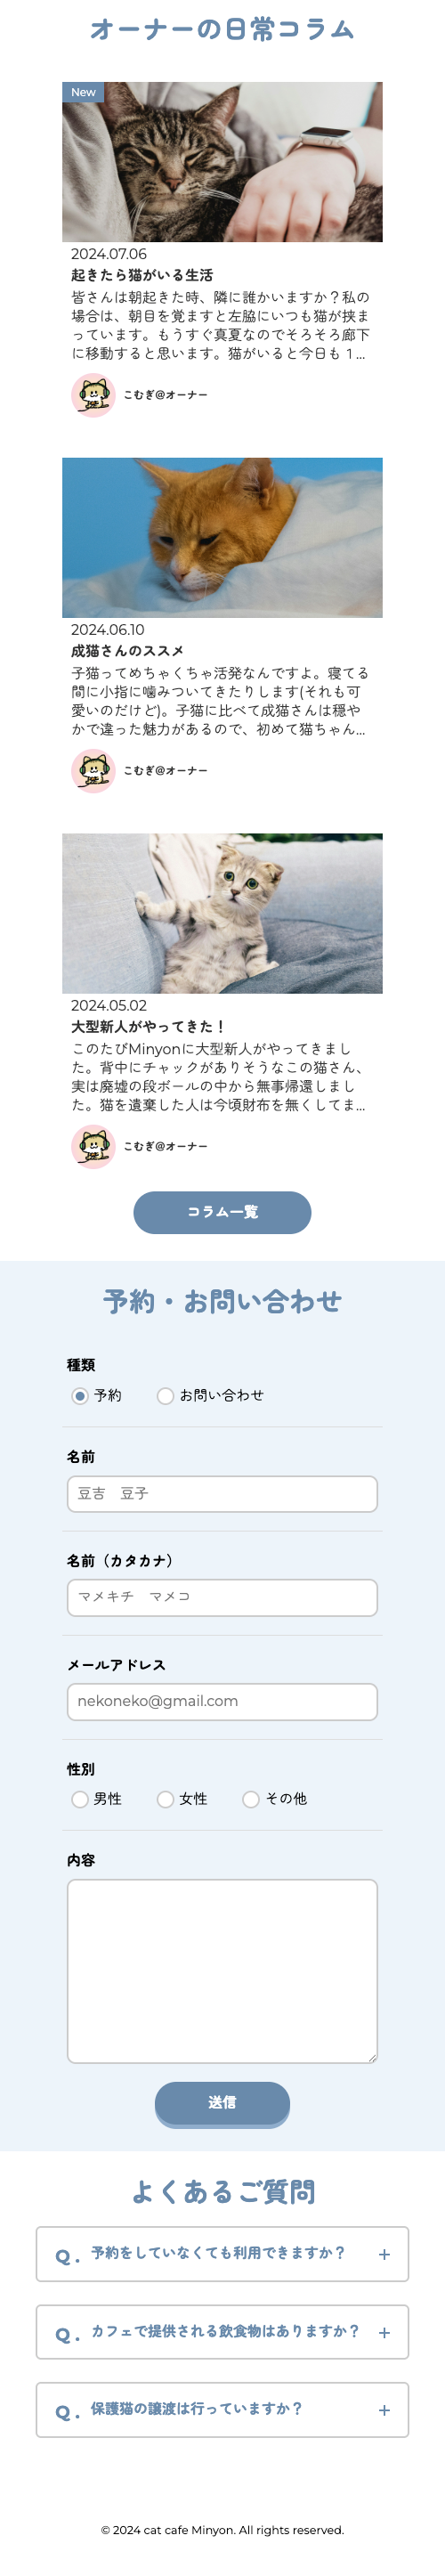 オーナーの日常コラム
New
2024.07.06
起きたら猫がいる生活
皆さんは朝起きた時、隣に誰かいますか？私の
場合は、朝目を覚ますと左脇にいつも猫が挟ま
っています。もうすぐ真夏なのでそろそろ廊下
に移動すると思います。猫がいると今日も１...
こむぎ＠オーナー
2024.06.10
成猫さんのススメ
子猫ってめちゃくちゃ活発なんですよ。寝てる
間に小指に噛みついてきたりします(それも可
愛いのだけど)。子猫に比べて成猫さんは穏や
かで違った魅力があるので、初めて猫ちゃん...
こむぎ＠オーナー
2024.05.02
大型新人がやってきた！
このたびMinyonに大型新人がやってきまし
た。背中にチャックがありそうなこの猫さん、
実は廃墟の段ボールの中から無事帰還しまし
た。猫を遺棄した人は今頃財布を無くしてま...
こむぎ＠オーナー
コラム一覧
予約・お問い合わせ
種類
予約 お問い合わせ
名前
豆吉　豆子
名前（カタカナ）
マメキチ　マメコ
メールアドレス
nekoneko@gmail.com
性別
男性 女性 その他
内容
送信
よくあるご質問
Q . 予約をしていなくても利用できますか？ +
Q . カフェで提供される飲食物はありますか？ +
Q . 保護猫の譲渡は行っていますか？ +
© 2024 cat cafe Minyon. All rights reserved.